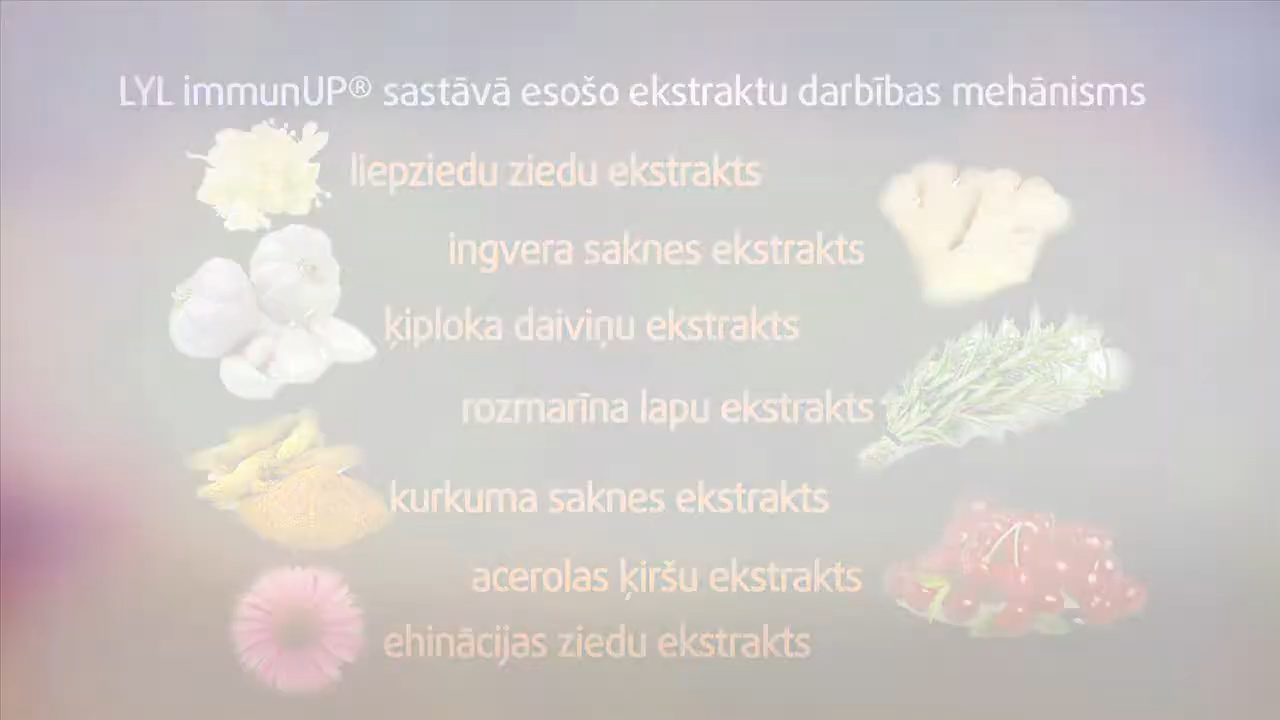 LYL immunUP® sastāvā esošo ekstraktu darbības mehānisms
liepziedu ziedu ekstrakts
ingvera saknes ekstrakts
ķiploka daiviņu ekstrakts
rozmarīna lapu ekstrakts
kurkuma saknes ekstrakts
acerolas ķiršu ekstrakts
ehinācijas ziedu ekstrakts